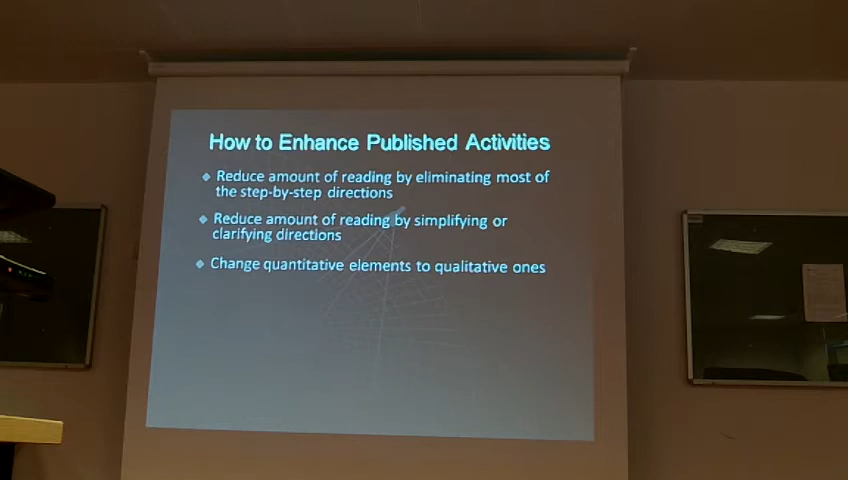 How to Enhance Published Activities
Reduce amount of reading by eliminating most of
the step-by-step directions
Reduce amount of reading by simplifying or
clarifying directions
Change quantitative elements to qualitative ones